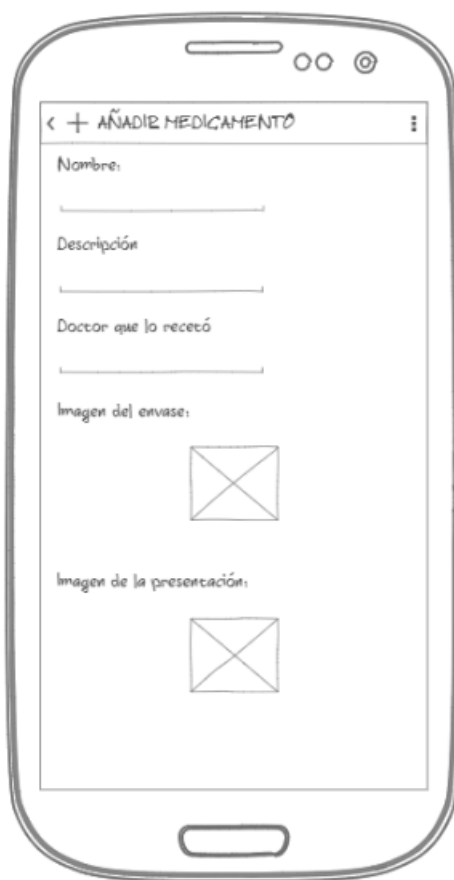 < + AÑADIR MEDICAMENTO
Nombre:
Descripción
Doctor que lo recetó
Imagen del envase:
Imagen de la presentación: